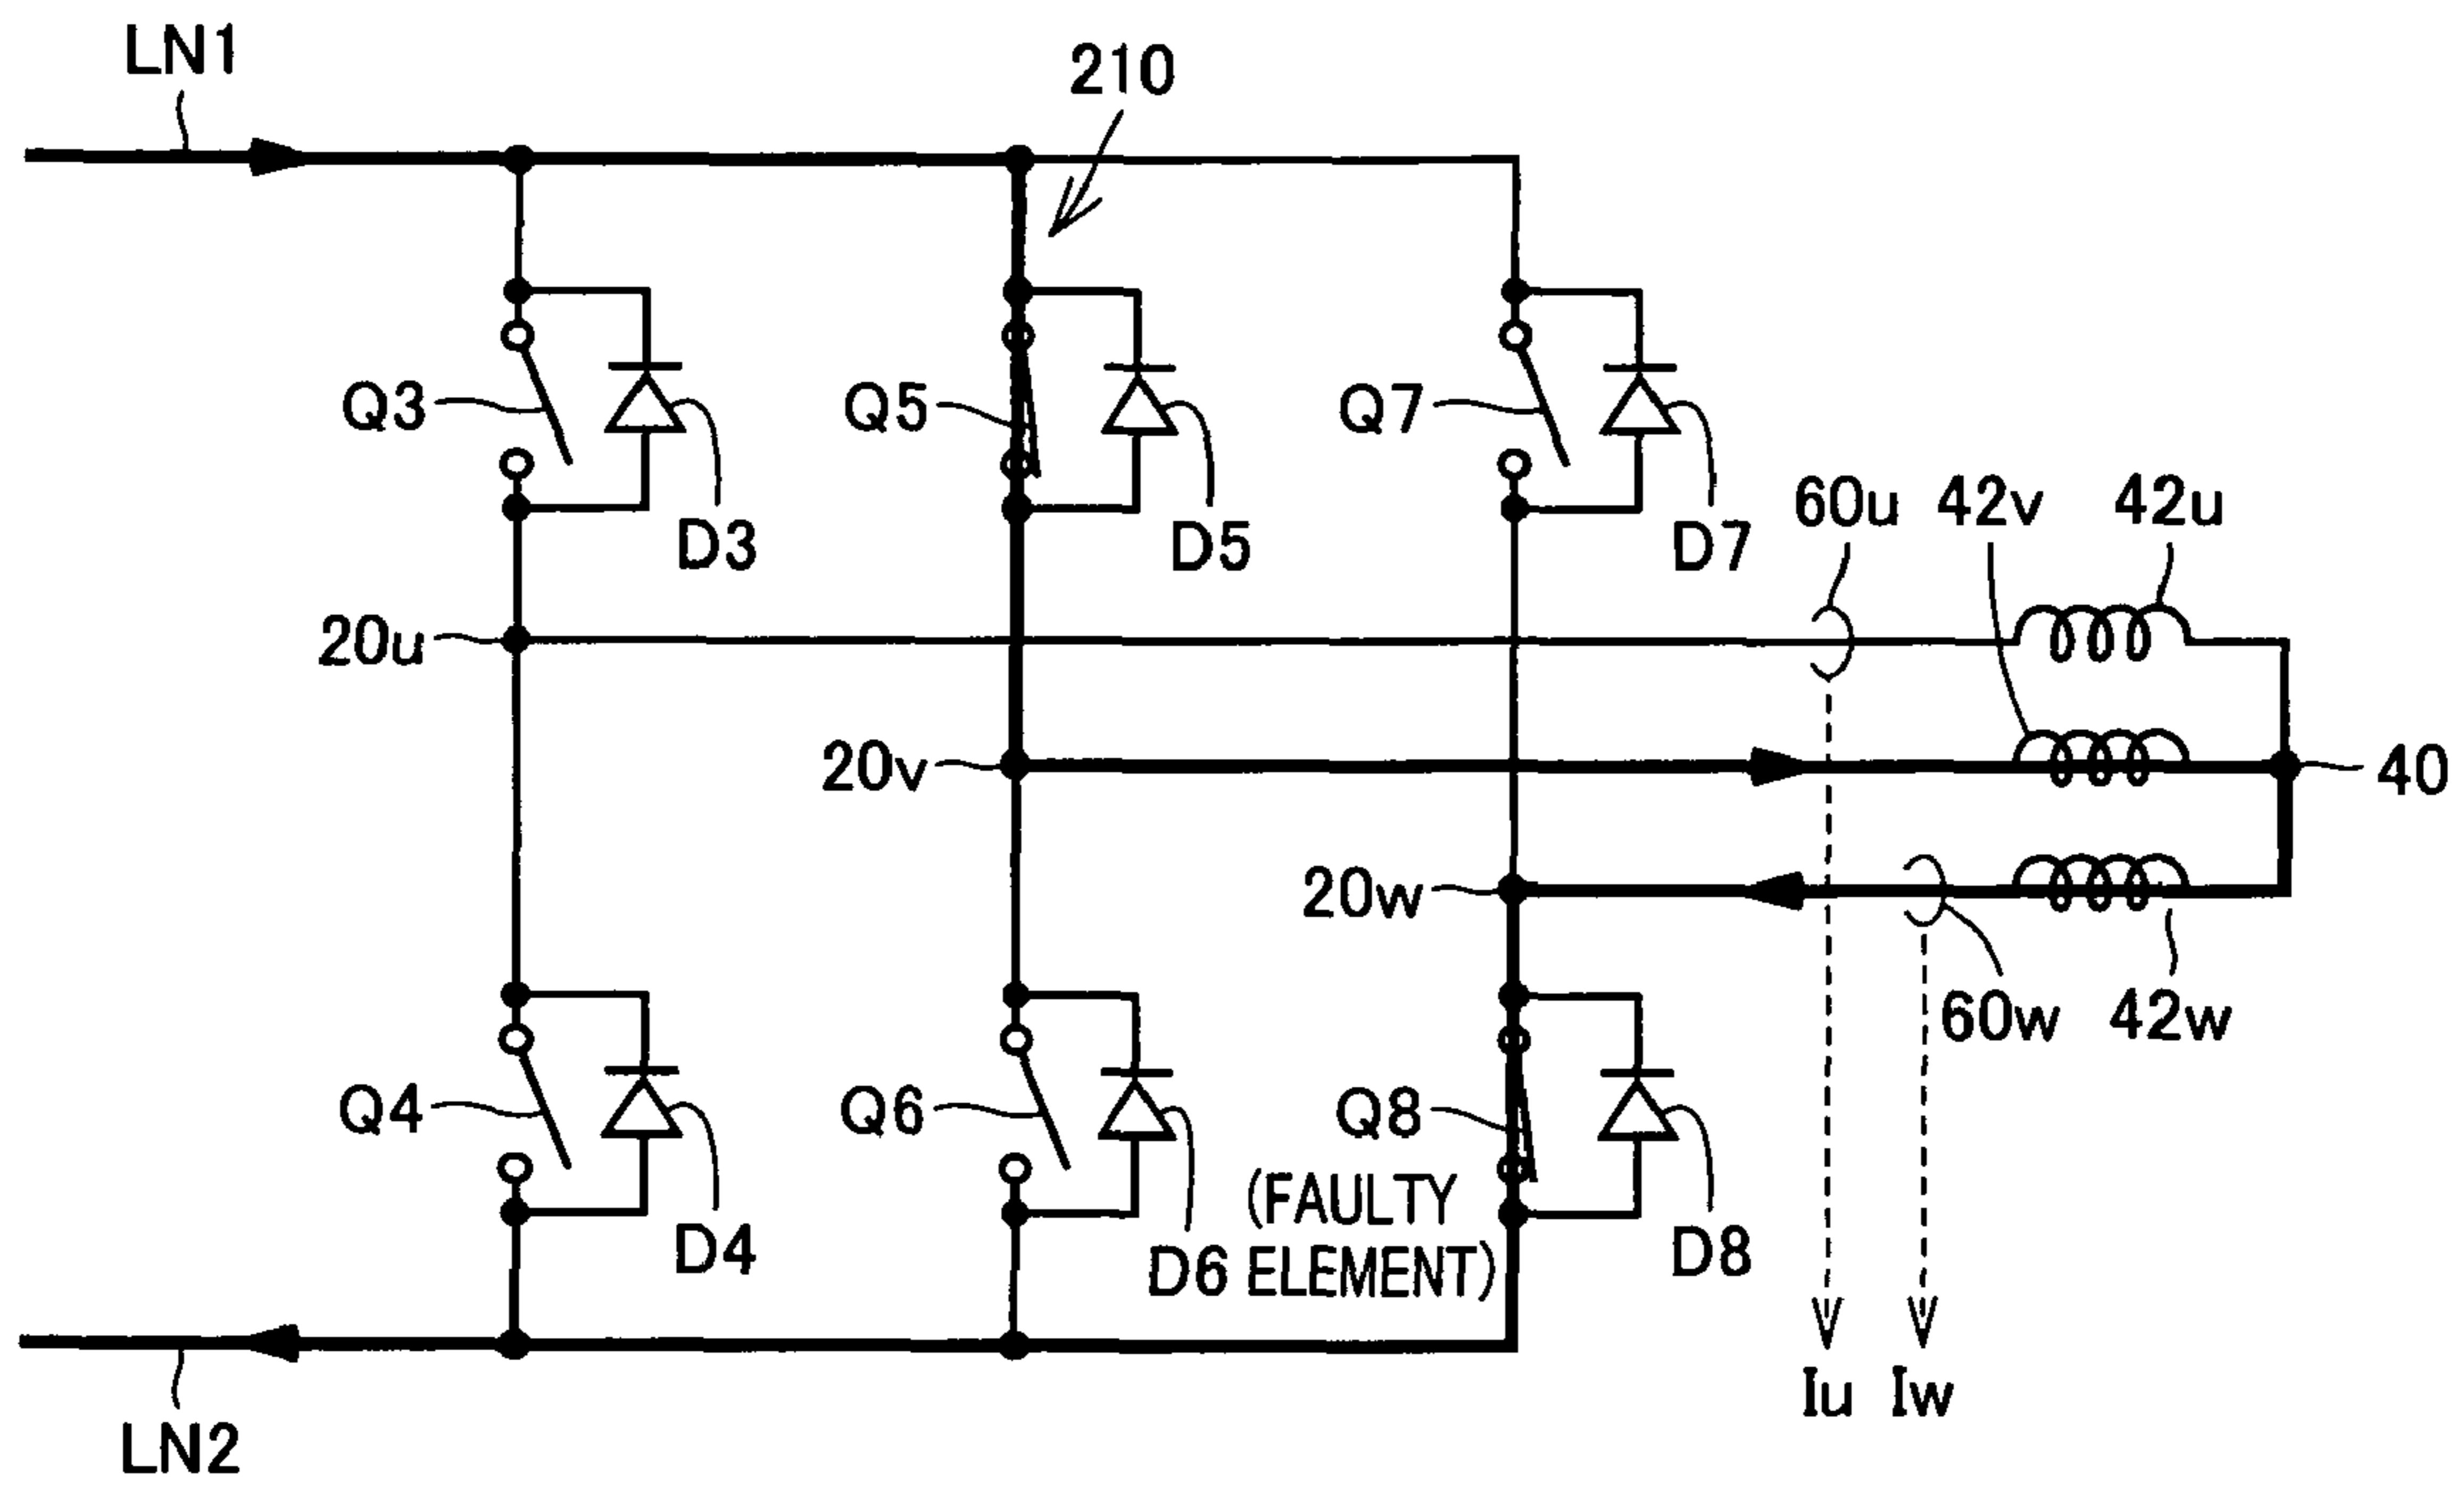 LN1
210
Q3
Q5
Q7
D3
D5
D7
60u
42v
42u
20u
20v
40
20w
60w
42w
Q4
Q6
Q8
(FAULTY
ELEMENT)
D4
D6
D8
Iu
Iw
LN2